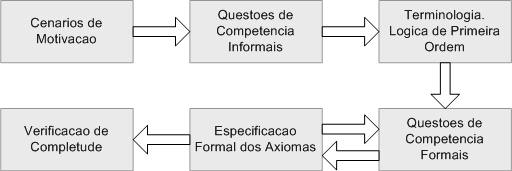 Cenarios de
Motivacao
Questoes de
Competencia
Informais
Terminologia.
Logica de Primeira
Ordem
Verificacao de
Completude
Especificacao
Formal dos Axiomas
Questoes de
Competencia
Formais